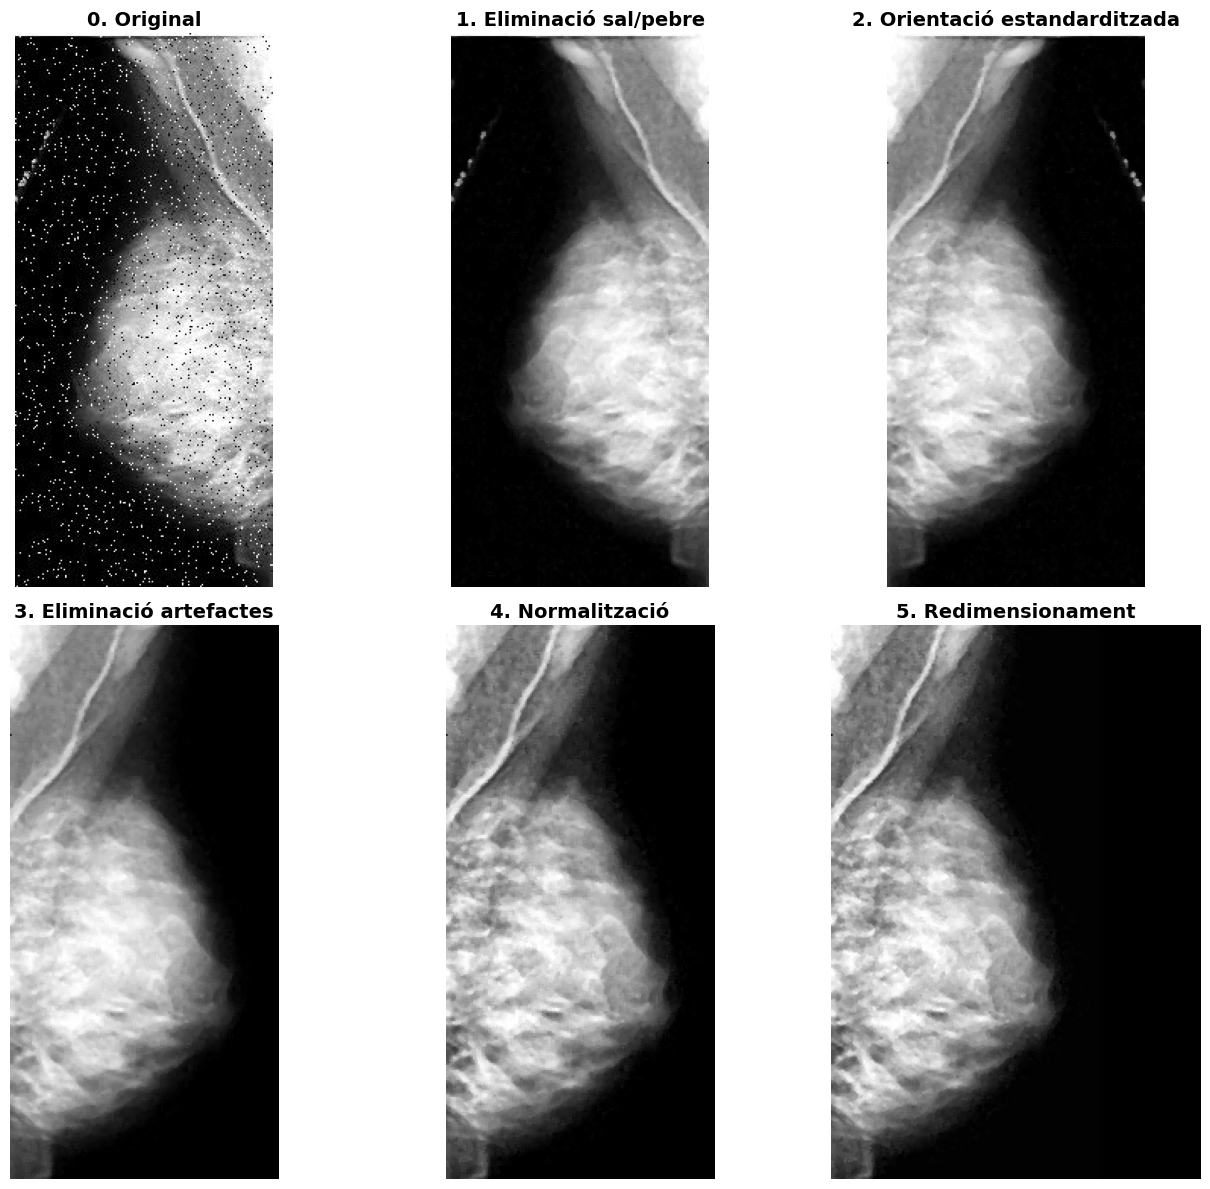 0. Original
1. Eliminació sal/pebre
2. Orientació estandarditzada
3. Eliminació artefactes
4. Normalització
5. Redimensionament